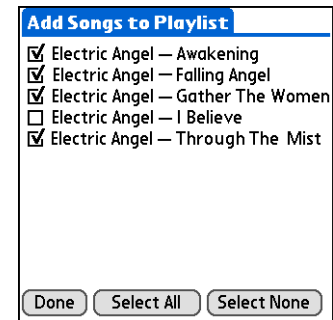 Add Songs to Playlist
Electric Angel — Awakening
Electric Angel — Falling Angel
Electric Angel — Gather The Women
Electric Angel — I Believe
Electric Angel — Through The Mist
Done Select All Select None